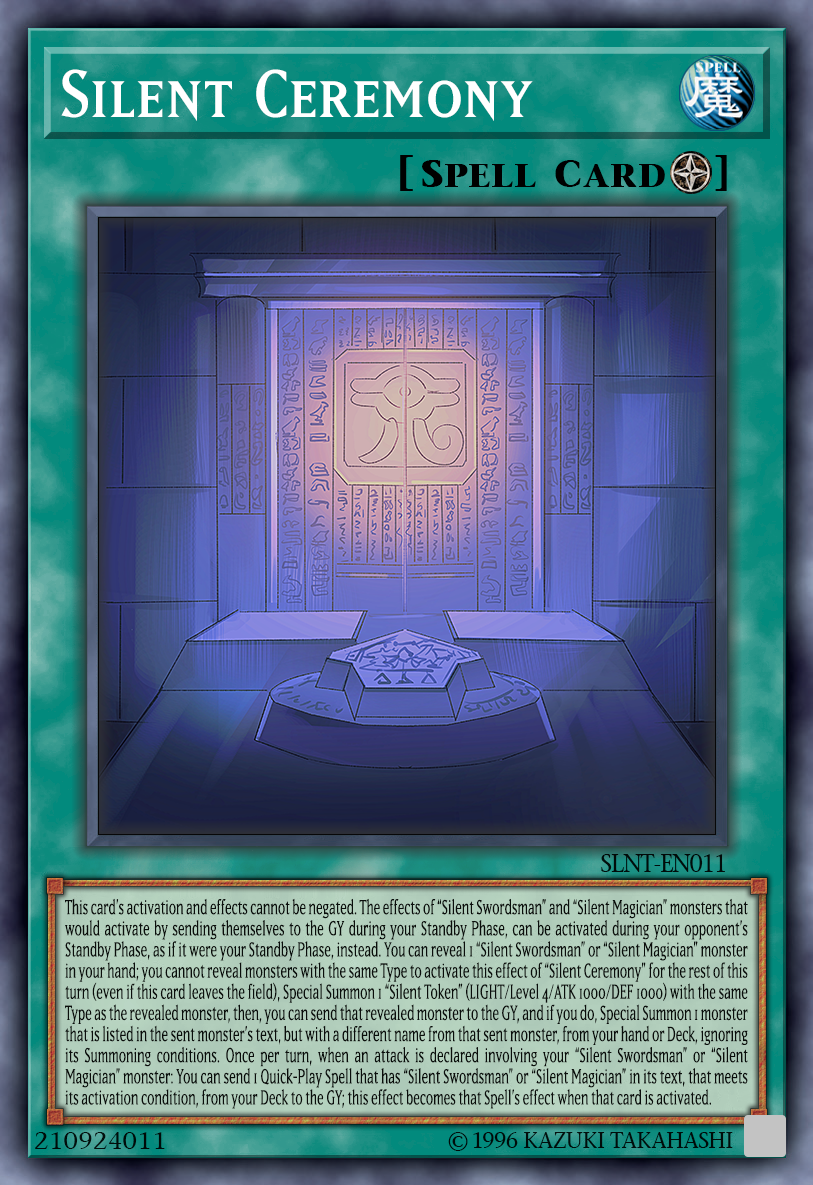 SILENT CEREMONY
SPELL
魔
[SPELL CARD]
SLNT-EN011
This card's activation and effects cannot be negated. The effects of “Silent Swordsman” and “Silent Magician” monsters that
would activate by sending themselves to the GY during your Standby Phase, can be activated during your opponent's
Standby Phase, as if it were your Standby Phase, instead. You can reveal 1 “Silent Swordsman” or “Silent Magician” monster
in your hand; you cannot reveal monsters with the same Type to activate this effect of “Silent Ceremony” for the rest of this
turn (even if this card leaves the field), Special Summon 1 “Silent Token” (LIGHT/Level 4/ATK 1000/DEF 1000) with the same
Type as the revealed monster, then, you can send that revealed monster to the GY, and if you do, Special Summon 1 monster
that is listed in the sent monster's text, but with a different name from that sent monster, from your hand or Deck, ignoring
its Summoning conditions. Once per turn, when an attack is declared involving your “Silent Swordsman” or “Silent
Magician” monster: You can send 1 Quick-Play Spell that has “Silent Swordsman” or “Silent Magician” in its text, that meets
its activation condition, from your Deck to the GY; this effect becomes that Spell's effect when that card is activated.
210924011
© 1996 KAZUKI TAKAHASHI